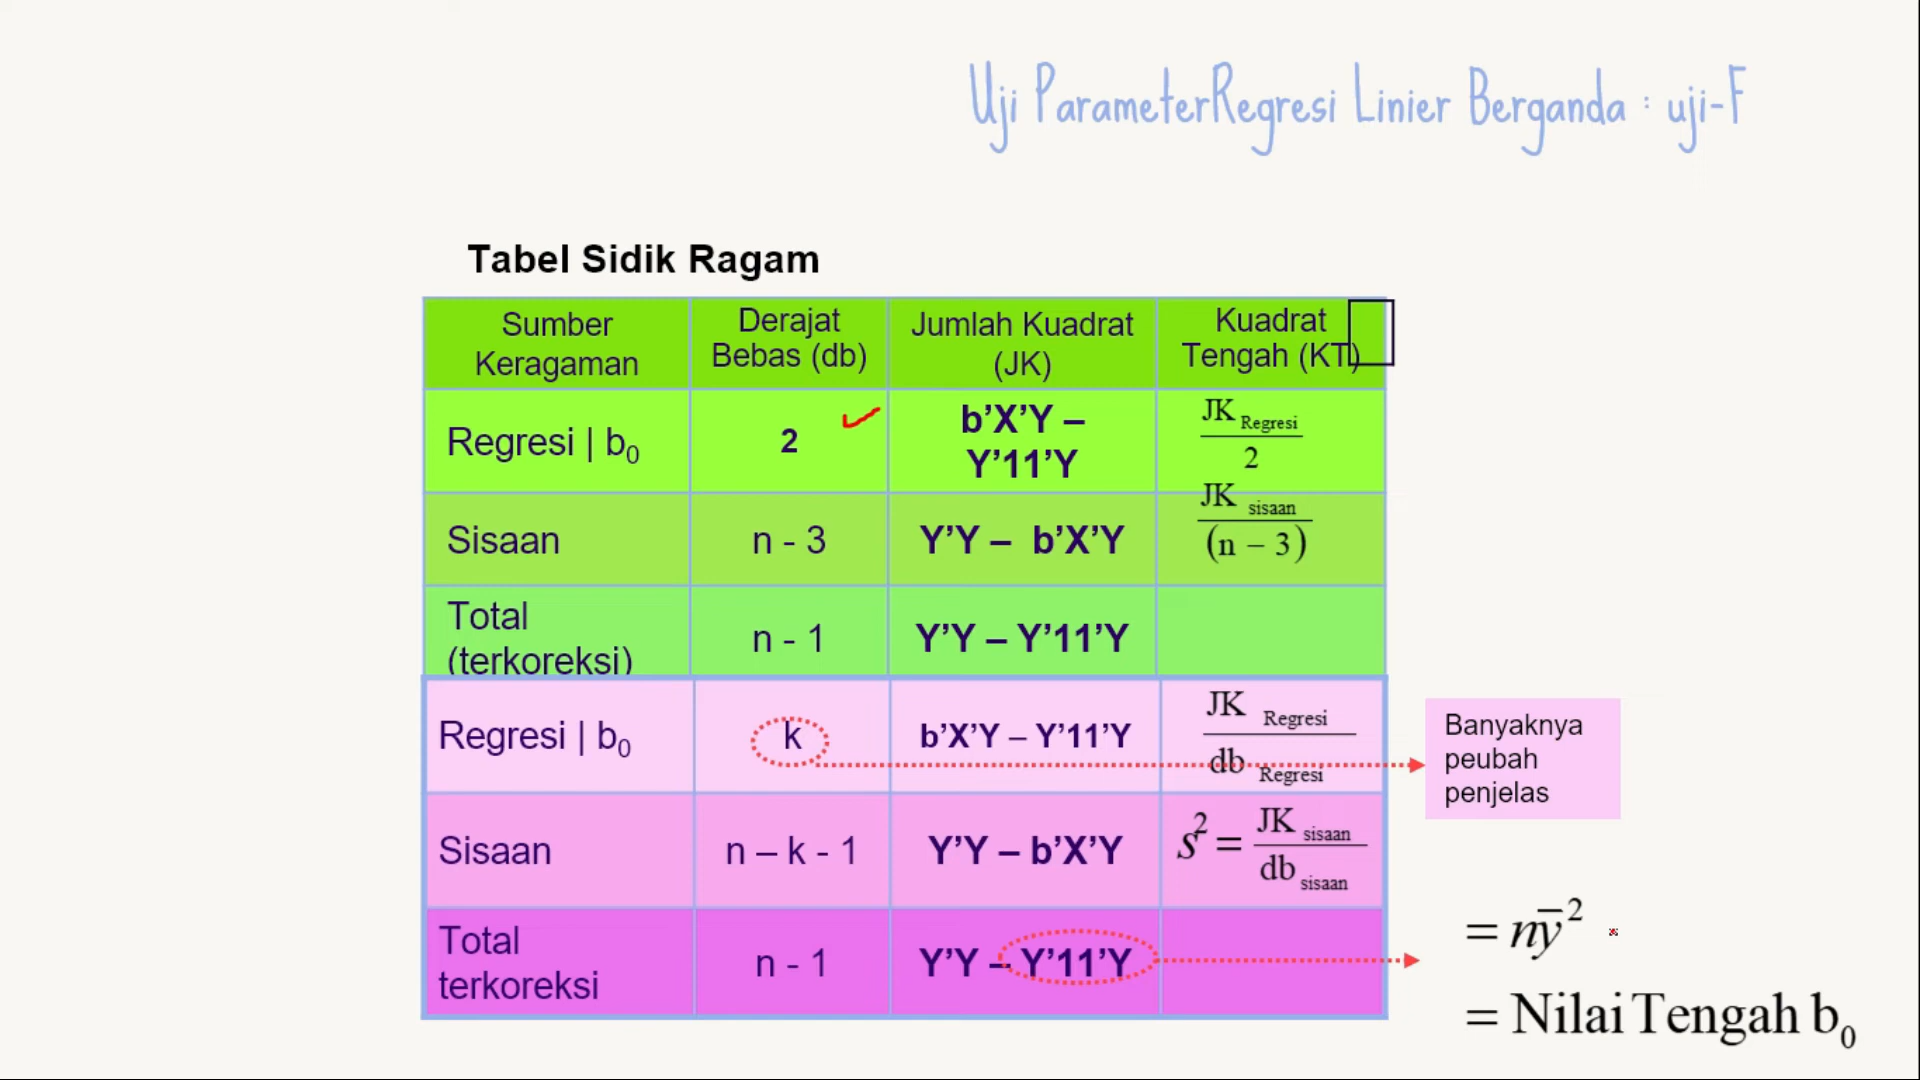 Uji ParameterRegresi Linier Berganda : uji-F
Tabel Sidik Ragam
Sumber Keragaman | Derajat Bebas (db) | Jumlah Kuadrat (JK) | Kuadrat Tengah (KT)
Regresi | b₀ | 2 | b’X’Y – Y’11’Y | JK Regresi / 2
Sisaan | n - 3 | Y’Y – b’X’Y | JK sisaan / (n – 3)
Total (terkoreksi) | n - 1 | Y’Y – Y’11’Y
Regresi | b₀ | k | b’X’Y – Y’11’Y | JK Regresi / db Regresi
Banyaknya
peubah
penjelas
Sisaan | n – k - 1 | Y’Y – b’X’Y | s² = JK sisaan / db sisaan
Total terkoreksi | n - 1 | Y’Y – Y’11’Y
= nȳ²
= Nilai Tengah b₀